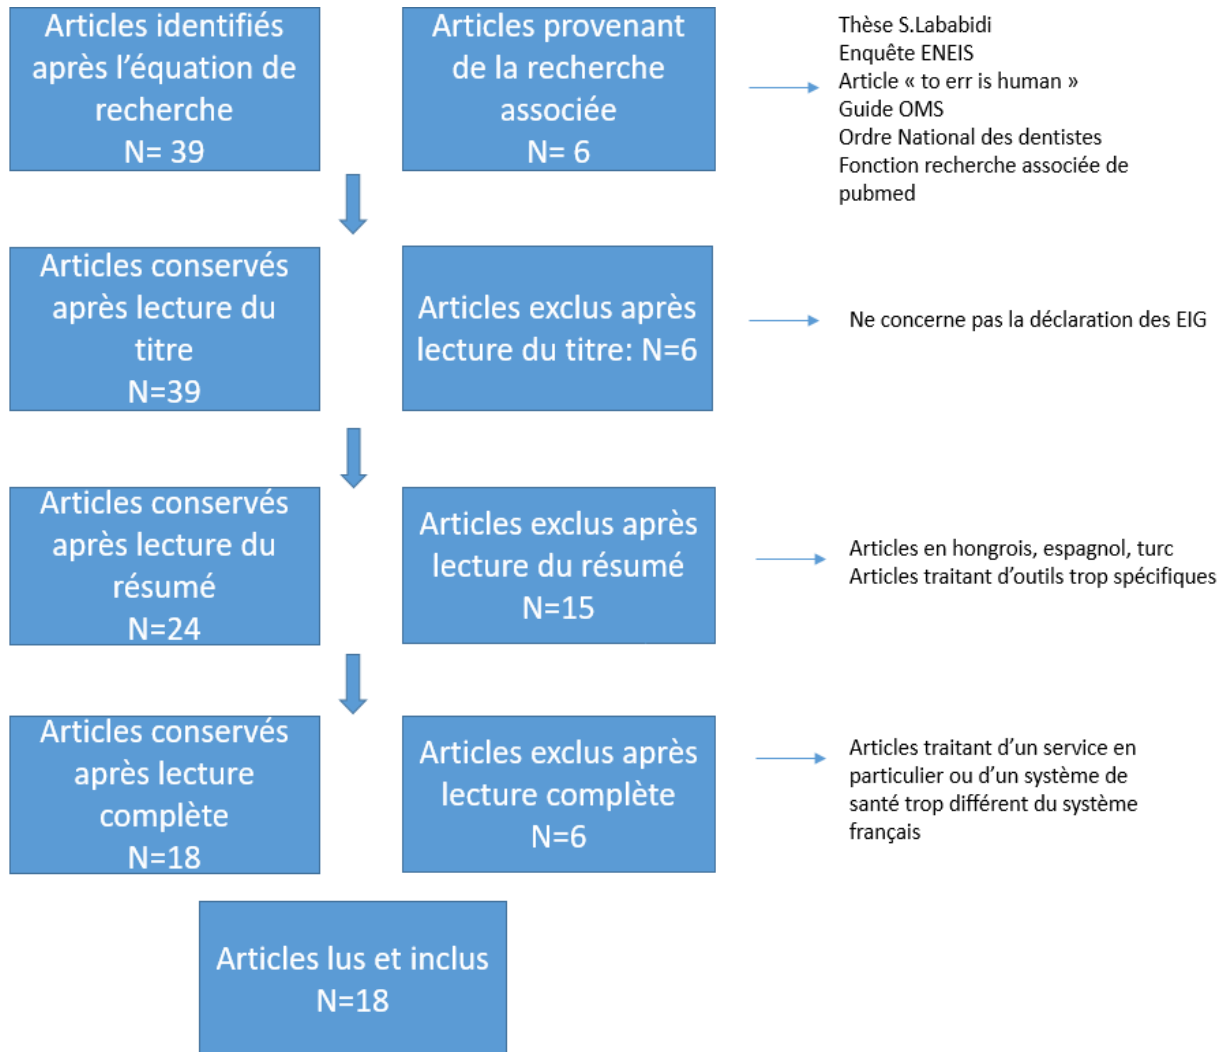 Articles identifiés
après l'équation de
recherche
N= 39
Articles provenant
de la recherche
associée
N= 6
Thèse S.Lababidi
Enquête ENEIS
Article « to err is human »
Guide OMS
Ordre National des dentistes
Fonction recherche associée de
pubmed
Articles conservés
après lecture du
titre
N=39
Articles exclus après
lecture du titre: N=6
Ne concerne pas la déclaration des EIG
Articles conservés
après lecture du
résumé
N=24
Articles exclus après
lecture du résumé
N=15
Articles en hongrois, espagnol, turc
Articles traitant d'outils trop spécifiques
Articles conservés
après lecture
complète
N=18
Articles exclus après
lecture complète
N=6
Articles traitant d'un service en
particulier ou d'un système de
santé trop différent du système
français
Articles lus et inclus
N=18